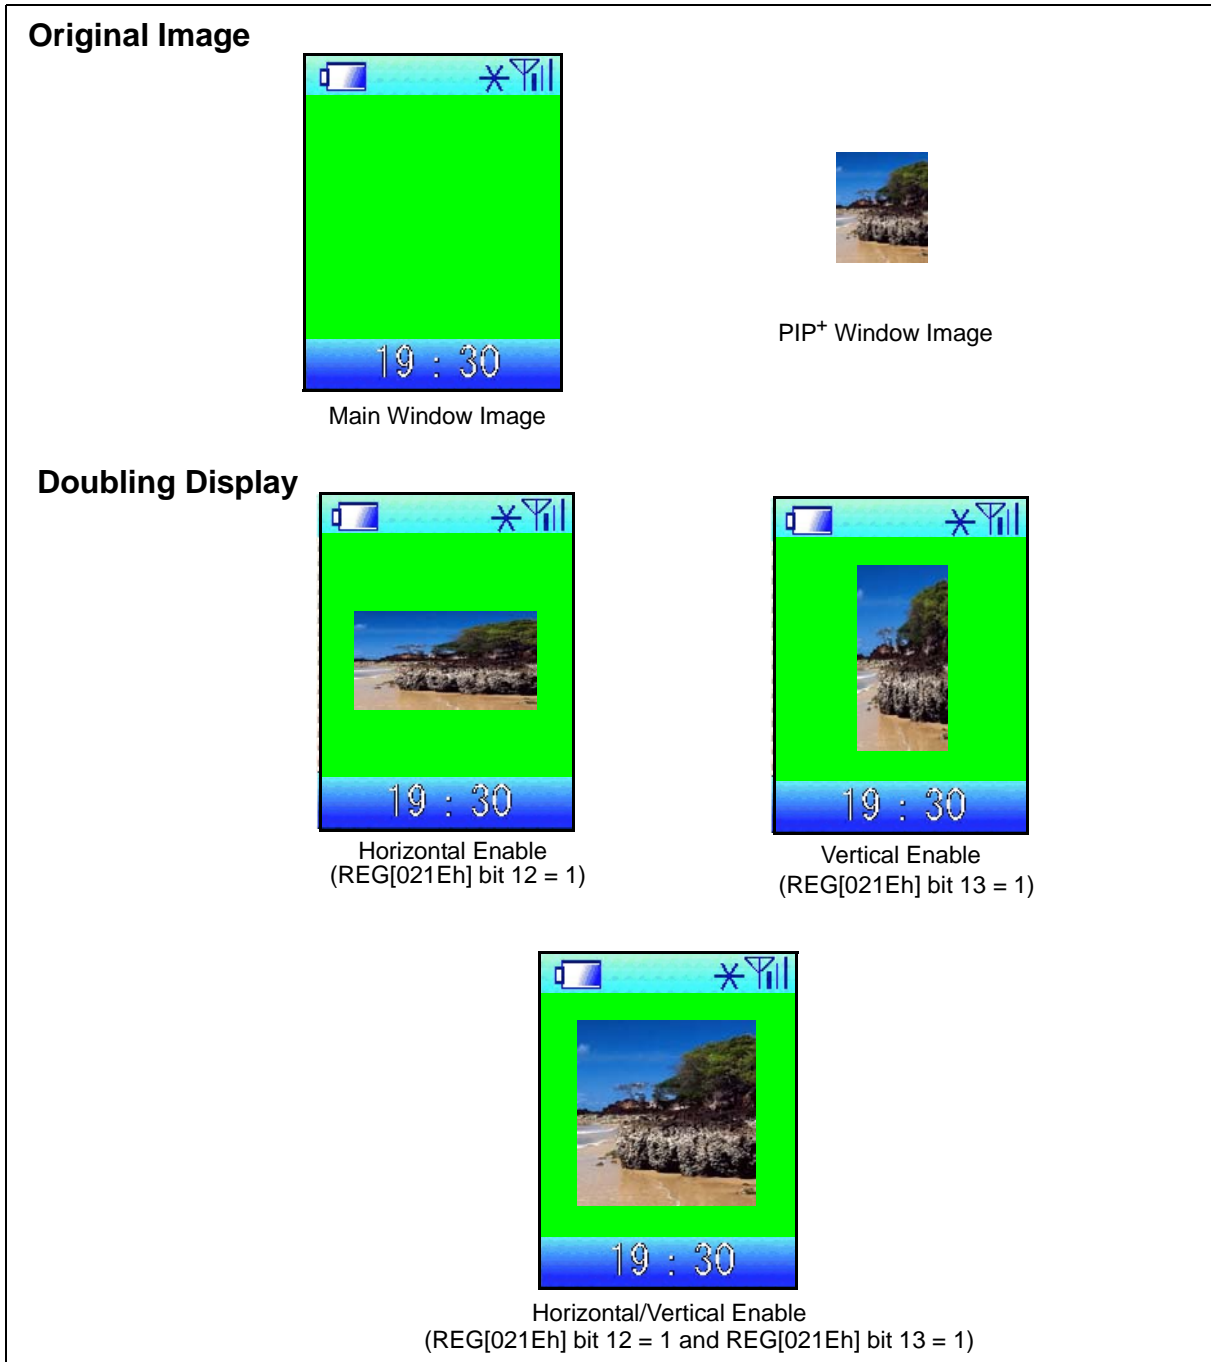 Original Image
19 : 30
Main Window Image
PIP+ Window Image
Doubling Display
19 : 30
Horizontal Enable
(REG[021Eh] bit 12 = 1)
19 : 30
Vertical Enable
(REG[021Eh] bit 13 = 1)
19 : 30
Horizontal/Vertical Enable
(REG[021Eh] bit 12 = 1 and REG[021Eh] bit 13 = 1)